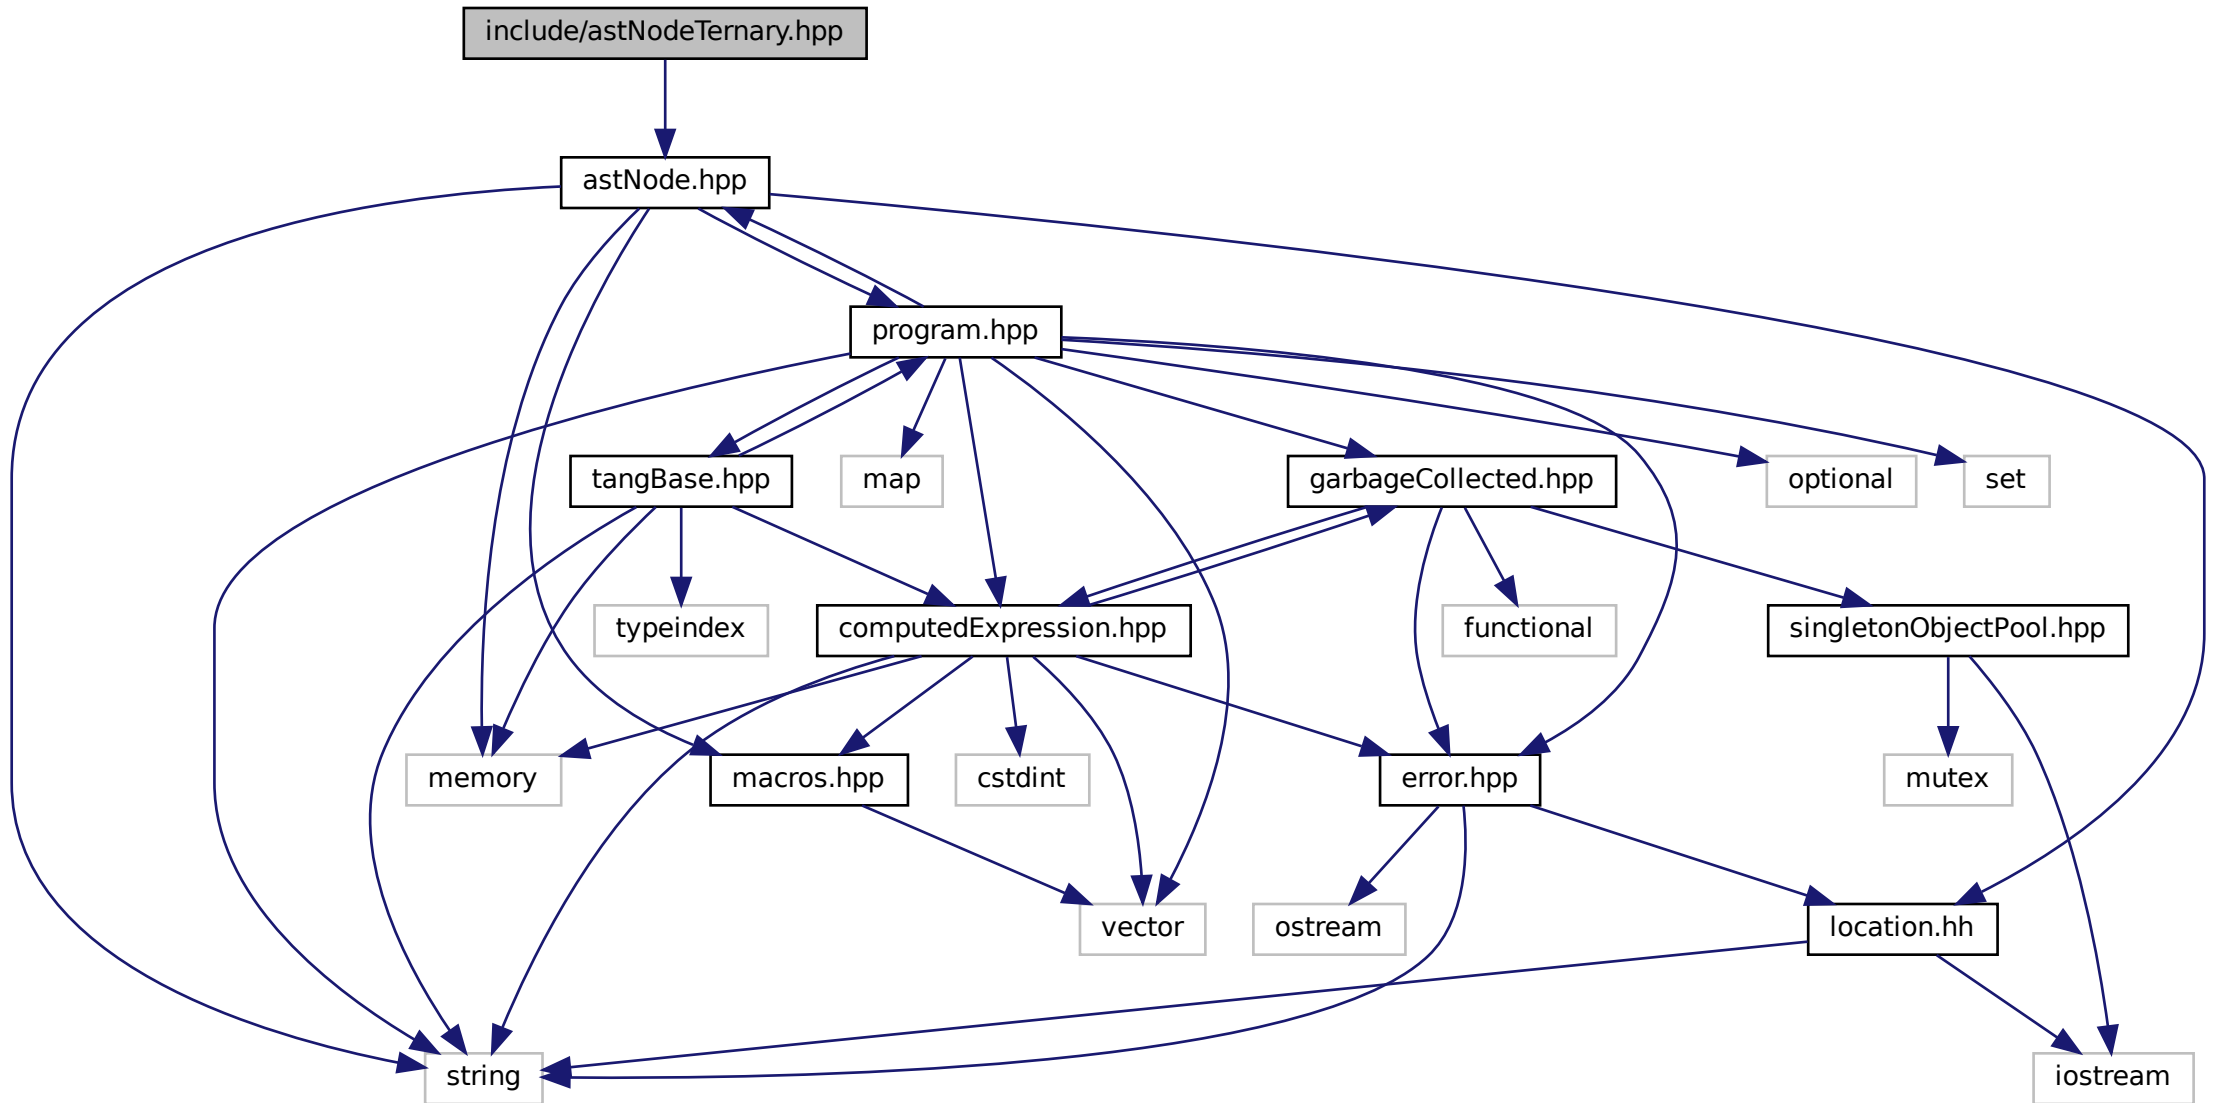 include/astNodeTernary.hpp
astNode.hpp
program.hpp
tangBase.hpp
map
garbageCollected.hpp
optional
set
typeindex
computedExpression.hpp
functional
singletonObjectPool.hpp
memory
macros.hpp
cstdint
error.hpp
mutex
vector
ostream
location.hh
string
iostream